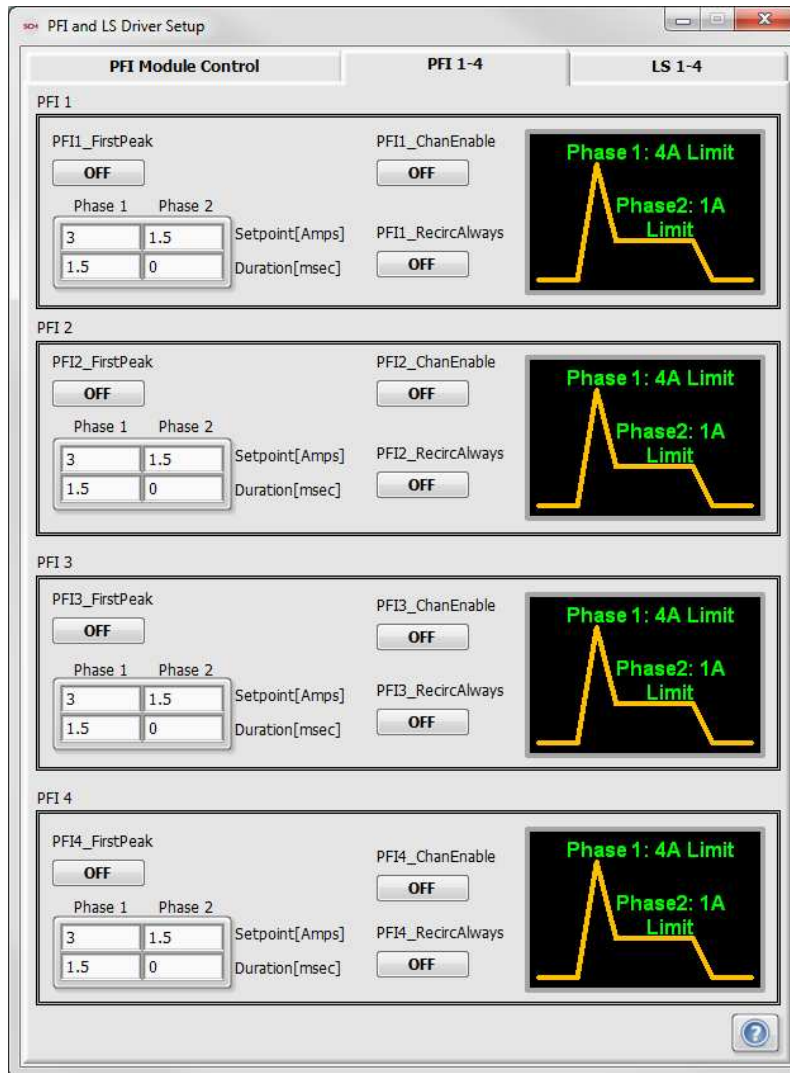 PFI and LS Driver Setup
PFI Module Control PFI 1-4 LS 1-4
PFI 1
PFI1_FirstPeak
OFF
Phase 1 Phase 2
3 1.5 Setpoint[Amps]
1.5 0 Duration[msec]
PFI1_ChanEnable
OFF
PFI1_RecircAlways
OFF
Phase 1: 4A Limit
Phase2: 1A
Limit
PFI 2
PFI2_FirstPeak
OFF
Phase 1 Phase 2
3 1.5 Setpoint[Amps]
1.5 0 Duration[msec]
PFI2_ChanEnable
OFF
PFI2_RecircAlways
OFF
Phase 1: 4A Limit
Phase2: 1A
Limit
PFI 3
PFI3_FirstPeak
OFF
Phase 1 Phase 2
3 1.5 Setpoint[Amps]
1.5 0 Duration[msec]
PFI3_ChanEnable
OFF
PFI3_RecircAlways
OFF
Phase 1: 4A Limit
Phase2: 1A
Limit
PFI 4
PFI4_FirstPeak
OFF
Phase 1 Phase 2
3 1.5 Setpoint[Amps]
1.5 0 Duration[msec]
PFI4_ChanEnable
OFF
PFI4_RecircAlways
OFF
Phase 1: 4A Limit
Phase2: 1A
Limit
?